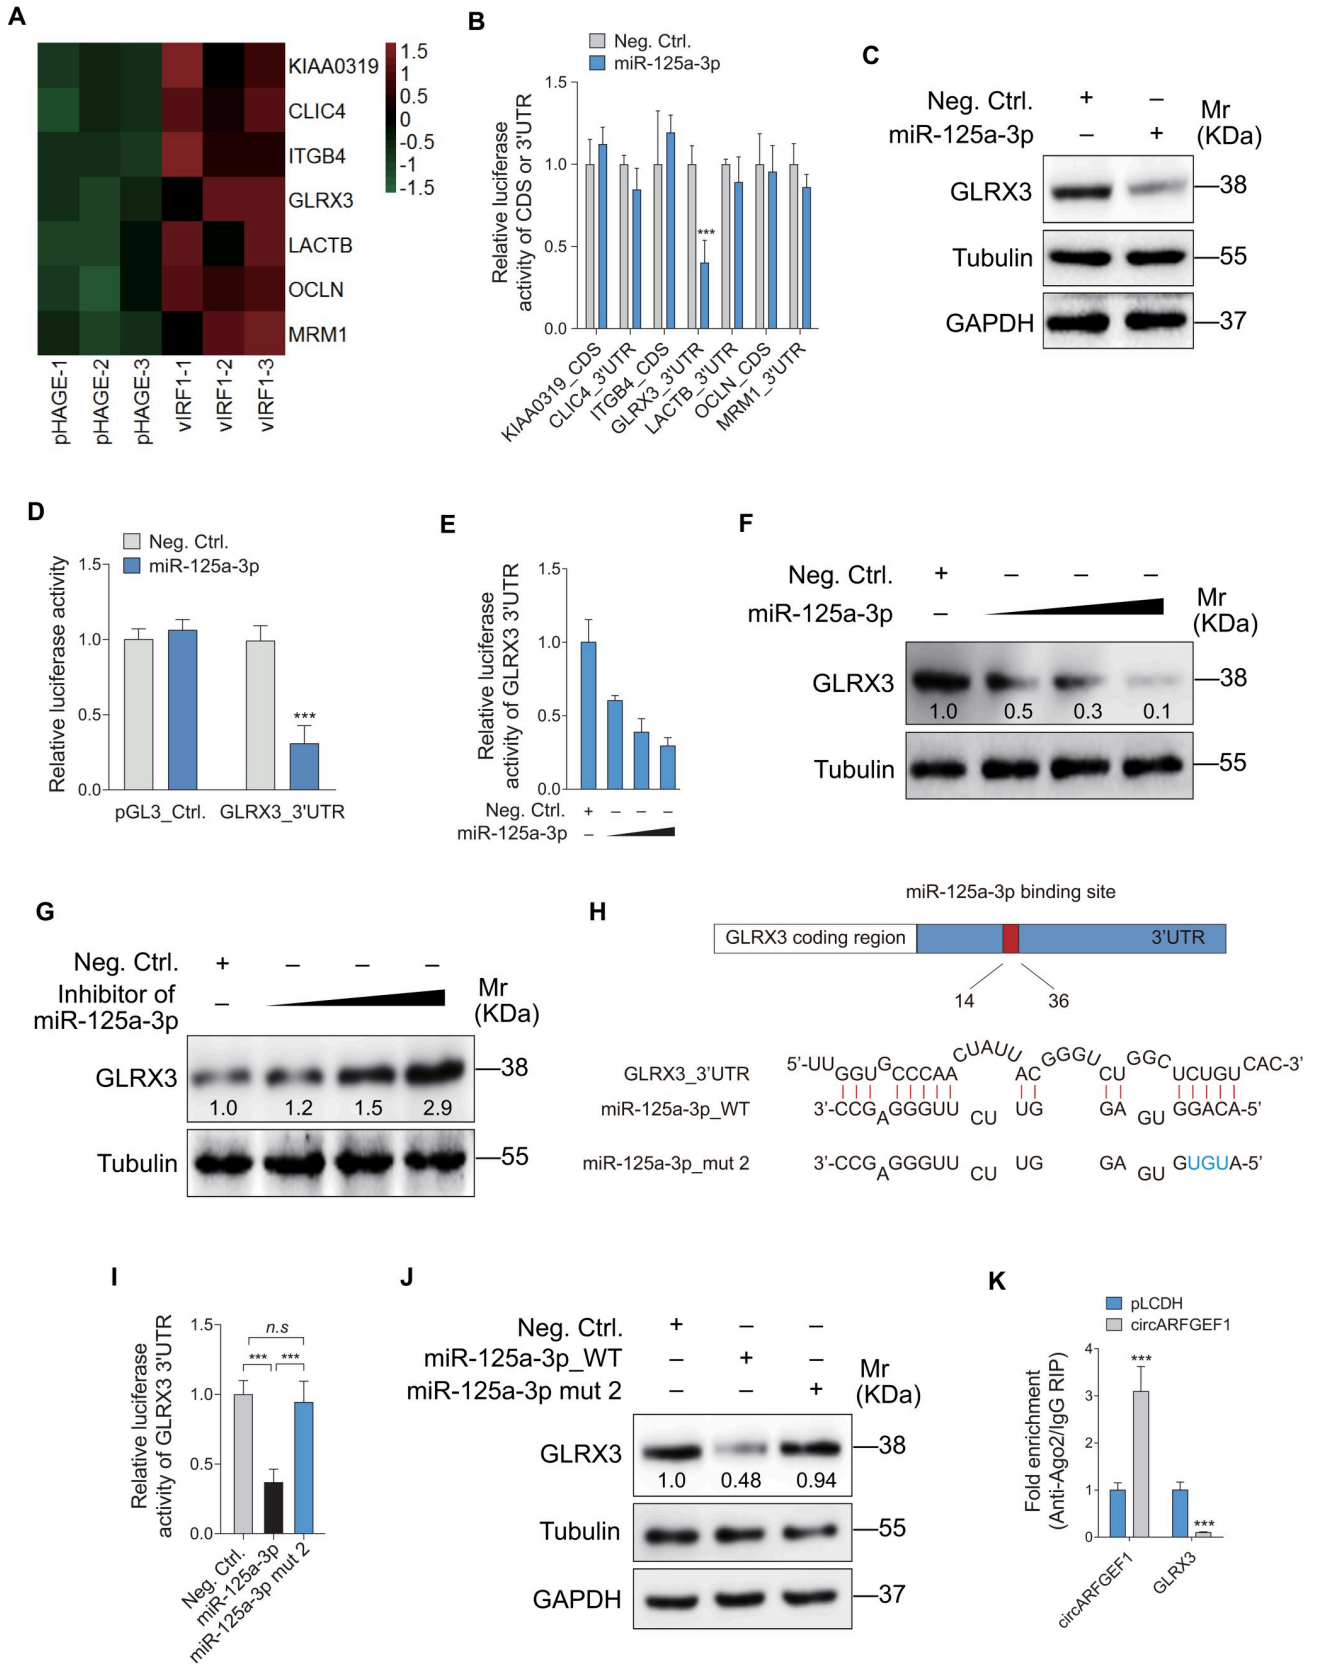 A
KIAA0319
CLIC4
ITGB4
GLRX3
LACTB
OCLN
MRM1
1.5
1
0.5
0
-0.5
-1
-1.5
pHAGE-1
pHAGE-2
pHAGE-3
vIRF1-1
vIRF1-2
vIRF1-3
B
Neg. Ctrl.
miR-125a-3p
Relative luciferase
activity of CDS or 3'UTR
1.5
1.0
0.5
0.0
***
KIAA0319_CDS
CLIC4_3'UTR
ITGB4_CDS
GLRX3_3'UTR
LACTB_3'UTR
OCLN_CDS
MRM1_3'UTR
C
Neg. Ctrl. + –
miR-125a-3p – +
Mr
(KDa)
GLRX3 38
Tubulin 55
GAPDH 37
D
Neg. Ctrl.
miR-125a-3p
Relative luciferase activity
1.5
1.0
0.5
0.0
***
pGL3_Ctrl. GLRX3_3'UTR
E
Relative luciferase
activity of GLRX3 3'UTR
1.5
1.0
0.5
0.0
Neg. Ctrl. + – – –
miR-125a-3p –
F
Neg. Ctrl. + – – –
miR-125a-3p –
Mr
(KDa)
GLRX3 38
1.0 0.5 0.3 0.1
Tubulin 55
G
Neg. Ctrl. + – – –
Inhibitor of
miR-125a-3p –
Mr
(KDa)
GLRX3 38
1.0 1.2 1.5 2.9
Tubulin 55
H
miR-125a-3p binding site
GLRX3 coding region 3'UTR
14 36
GLRX3_3'UTR 5'-UU GGU G CCCAA CUAUU AC GGGU CU GGC UCUGU CAC-3'
miR-125a-3p_WT 3'-CCG A GGGUU CU UG GA GU GGACA-5'
miR-125a-3p_mut 2 3'-CCG A GGGUU CU UG GA GU GUGUA-5'
I
Relative luciferase
activity of GLRX3 3'UTR
1.5
1.0
0.5
0.0
n.s
*** ***
Neg. Ctrl.
miR-125a-3p
miR-125a-3p mut 2
J
Neg. Ctrl. + – –
miR-125a-3p_WT – + –
miR-125a-3p mut 2 – – +
Mr
(KDa)
GLRX3 38
1.0 0.48 0.94
Tubulin 55
GAPDH 37
K
pLCDH
circARFGEF1
Fold enrichment
(Anti-Ago2/IgG RIP)
4
3
2
1
0
***
***
circARFGEF1
GLRX3